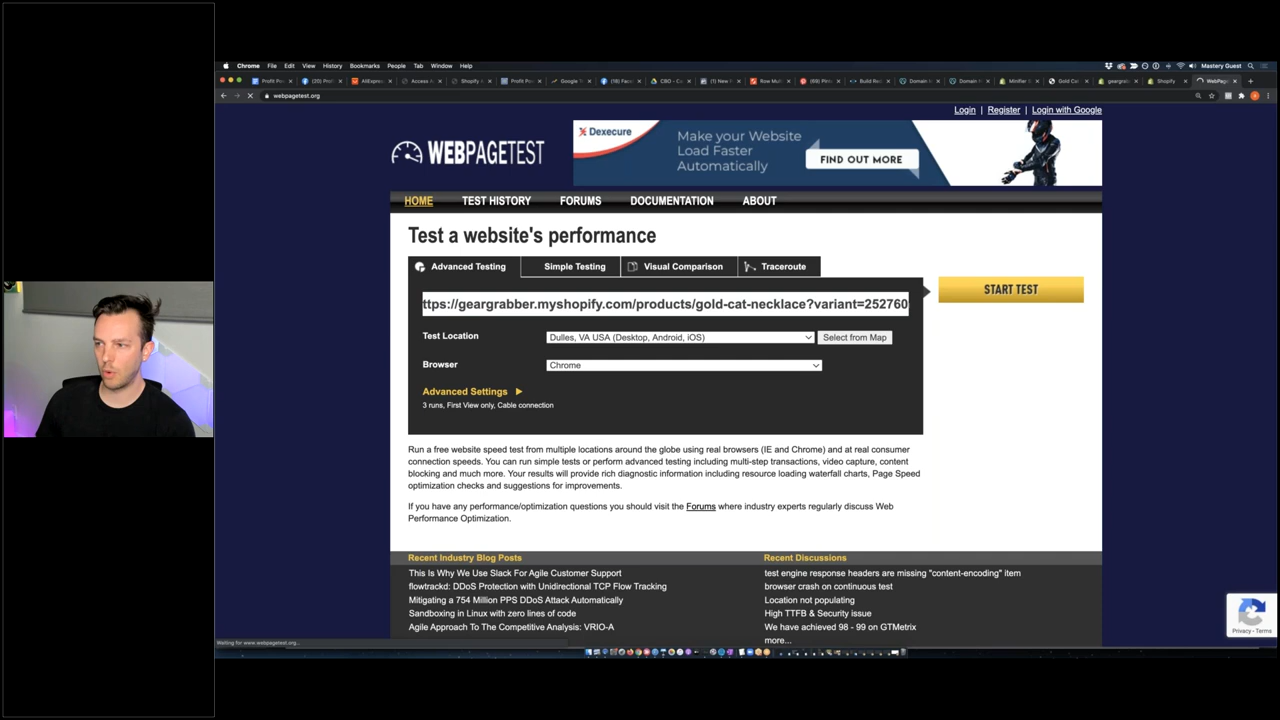 Chrome File Edit View History Bookmarks People Tab Window Help
Mastery Guest
webpagetest.org
Login | Register | Login with Google
WEBPAGETEST
Dexecure
Make your Website
Load Faster
Automatically
FIND OUT MORE
HOME TEST HISTORY FORUMS DOCUMENTATION ABOUT
Test a website's performance
Advanced Testing Simple Testing Visual Comparison Traceroute
ttps://geargrabber.myshopify.com/products/gold-cat-necklace?variant=252760
START TEST
Test Location Dulles, VA USA (Desktop, Android, iOS) Select from Map
Browser Chrome
Advanced Settings
3 runs, First View only, Cable connection
Run a free website speed test from multiple locations around the globe using real browsers (IE and Chrome) and at real consumer
connection speeds. You can run simple tests or perform advanced testing including multi-step transactions, video capture, content
blocking and much more. Your results will provide rich diagnostic information including resource loading waterfall charts, Page Speed
optimization checks and suggestions for improvements.
If you have any performance/optimization questions you should visit the Forums where industry experts regularly discuss Web
Performance Optimization.
Recent Industry Blog Posts
This Is Why We Use Slack For Agile Customer Support
flowtrackd: DDoS Protection with Unidirectional TCP Flow Tracking
Mitigating a 754 Million PPS DDoS Attack Automatically
Sandboxing in Linux with zero lines of code
Agile Approach To The Competitive Analysis: VRIO-A
Recent Discussions
test engine response headers are missing "content-encoding" item
browser crash on continuous test
Location not populating
High TTFB & Security issue
We have achieved 98 - 99 on GTMetrix
more...
Privacy - Terms
Waiting for www.webpagetest.org...